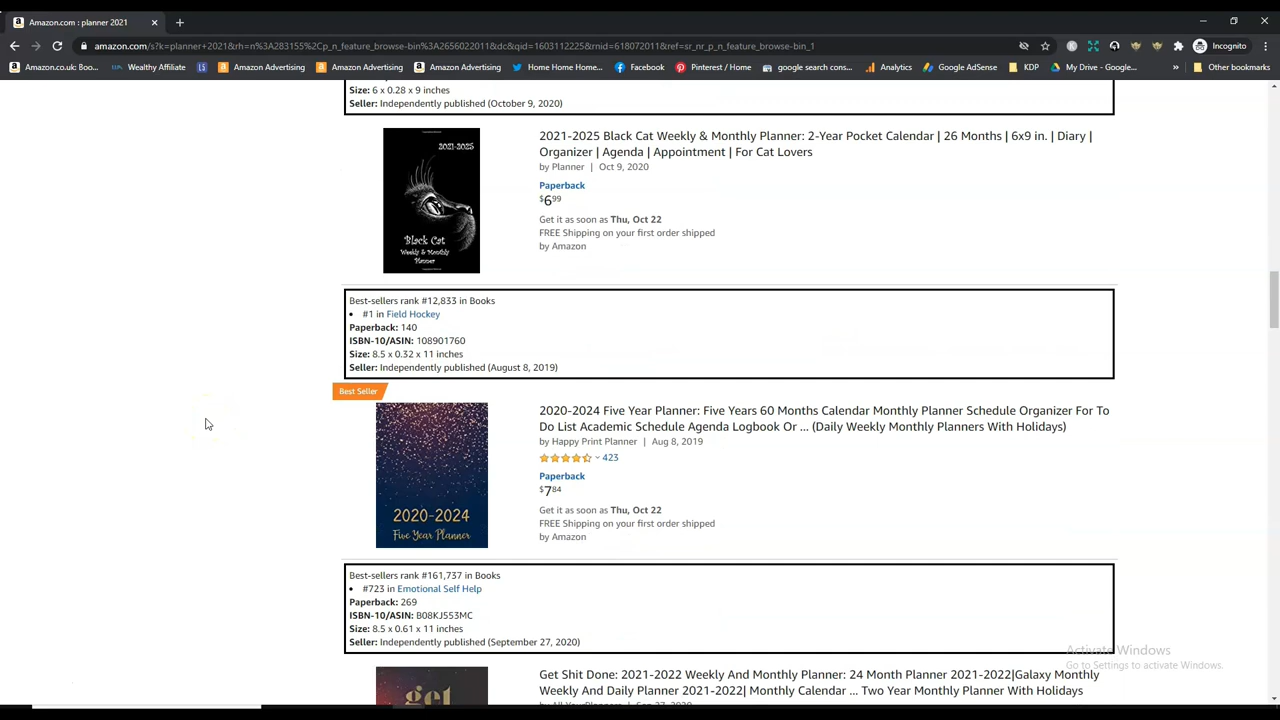 Amazon.com : planner 2021
amazon.com/s?k=planner+2021&rh=n%3A283155%2Cp_n_feature_browse-bin%3A2656022011&dc&qid=1603112225&rnid=618072011&ref=sr_nr_p_n_feature_browse-bin_1
Incognito
Amazon.co.uk: Boo...
Wealthy Affiliate
Amazon Advertising
Amazon Advertising
Amazon Advertising
Home Home Home...
Facebook
Pinterest / Home
google search cons...
Analytics
Google AdSense
KDP
My Drive - Google...
»
Other bookmarks
Size: 6 x 0.28 x 9 inches
Seller: Independently published (October 9, 2020)
2021-2025
Black Cat
Weekly & Monthly
Planner
2021-2025 Black Cat Weekly & Monthly Planner: 2-Year Pocket Calendar | 26 Months | 6x9 in. | Diary |
Organizer | Agenda | Appointment | For Cat Lovers
by Planner | Oct 9, 2020
Paperback
$6.99
Get it as soon as Thu, Oct 22
FREE Shipping on your first order shipped
by Amazon
Best-sellers rank #12,833 in Books
• #1 in Field Hockey
Paperback: 140
ISBN-10/ASIN: 108901760
Size: 8.5 x 0.32 x 11 inches
Seller: Independently published (August 8, 2019)
Best Seller
2020-2024
Five Year Planner
2020-2024 Five Year Planner: Five Years 60 Months Calendar Monthly Planner Schedule Organizer For To
Do List Academic Schedule Agenda Logbook Or ... (Daily Weekly Monthly Planners With Holidays)
by Happy Print Planner | Aug 8, 2019
423
Paperback
$7.84
Get it as soon as Thu, Oct 22
FREE Shipping on your first order shipped
by Amazon
Best-sellers rank #161,737 in Books
• #723 in Emotional Self Help
Paperback: 269
ISBN-10/ASIN: B08KJ553MC
Size: 8.5 x 0.61 x 11 inches
Seller: Independently published (September 27, 2020)
Activate Windows
Go to Settings to activate Windows.
get
Get Shit Done: 2021-2022 Weekly And Monthly Planner: 24 Month Planner 2021-2022|Galaxy Monthly
Weekly And Daily Planner 2021-2022| Monthly Calendar ... Two Year Monthly Planner With Holidays